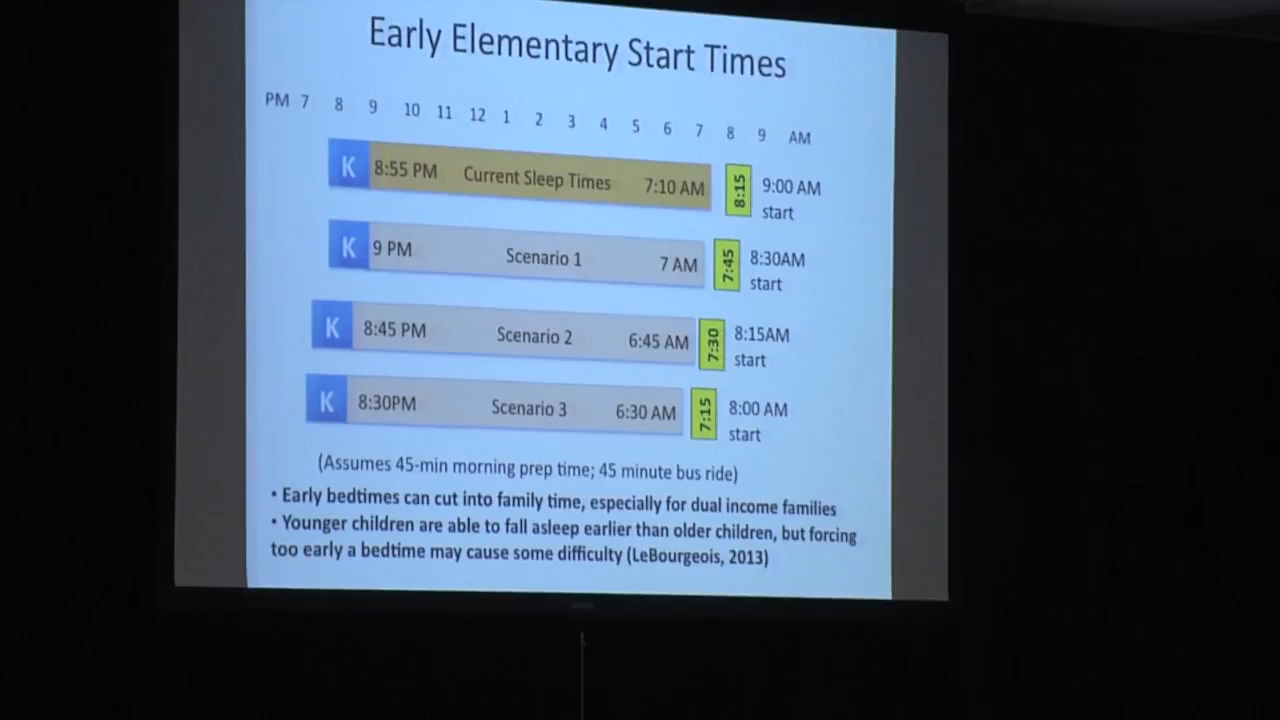 Early Elementary Start Times
PM 7 8 9 10 11 12 1 2 3 4 5 6 7 8 9 AM
K 8:55 PM Current Sleep Times 7:10 AM 8:15 9:00 AM
start
K 9 PM Scenario 1 7 AM 7:45 8:30AM
start
K 8:45 PM Scenario 2 6:45 AM 7:30 8:15AM
start
K 8:30PM Scenario 3 6:30 AM 7:15 8:00 AM
start
(Assumes 45-min morning prep time; 45 minute bus ride)
• Early bedtimes can cut into family time, especially for dual income families
• Younger children are able to fall asleep earlier than older children, but forcing
too early a bedtime may cause some difficulty (LeBourgeois, 2013)